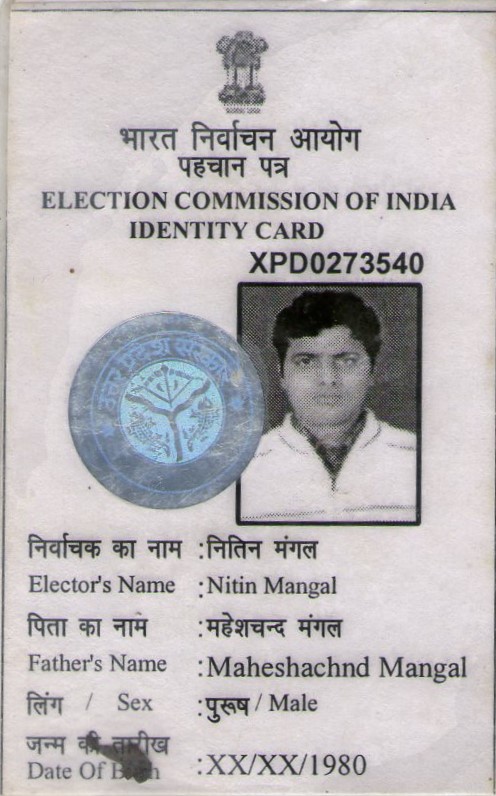 भारत निर्वाचन आयोग
पहचान पत्र
ELECTION COMMISSION OF INDIA
IDENTITY CARD
XPD0273540
उत्तर प्रदेश सरकार
निर्वाचक का नाम :नितिन मंगल
Elector's Name :Nitin Mangal
पिता का नाम :महेशचन्द मंगल
Father's Name :Maheshachnd Mangal
लिंग / Sex :पुरूष / Male
जन्म की तारीख
Date Of Birth :XX/XX/1980